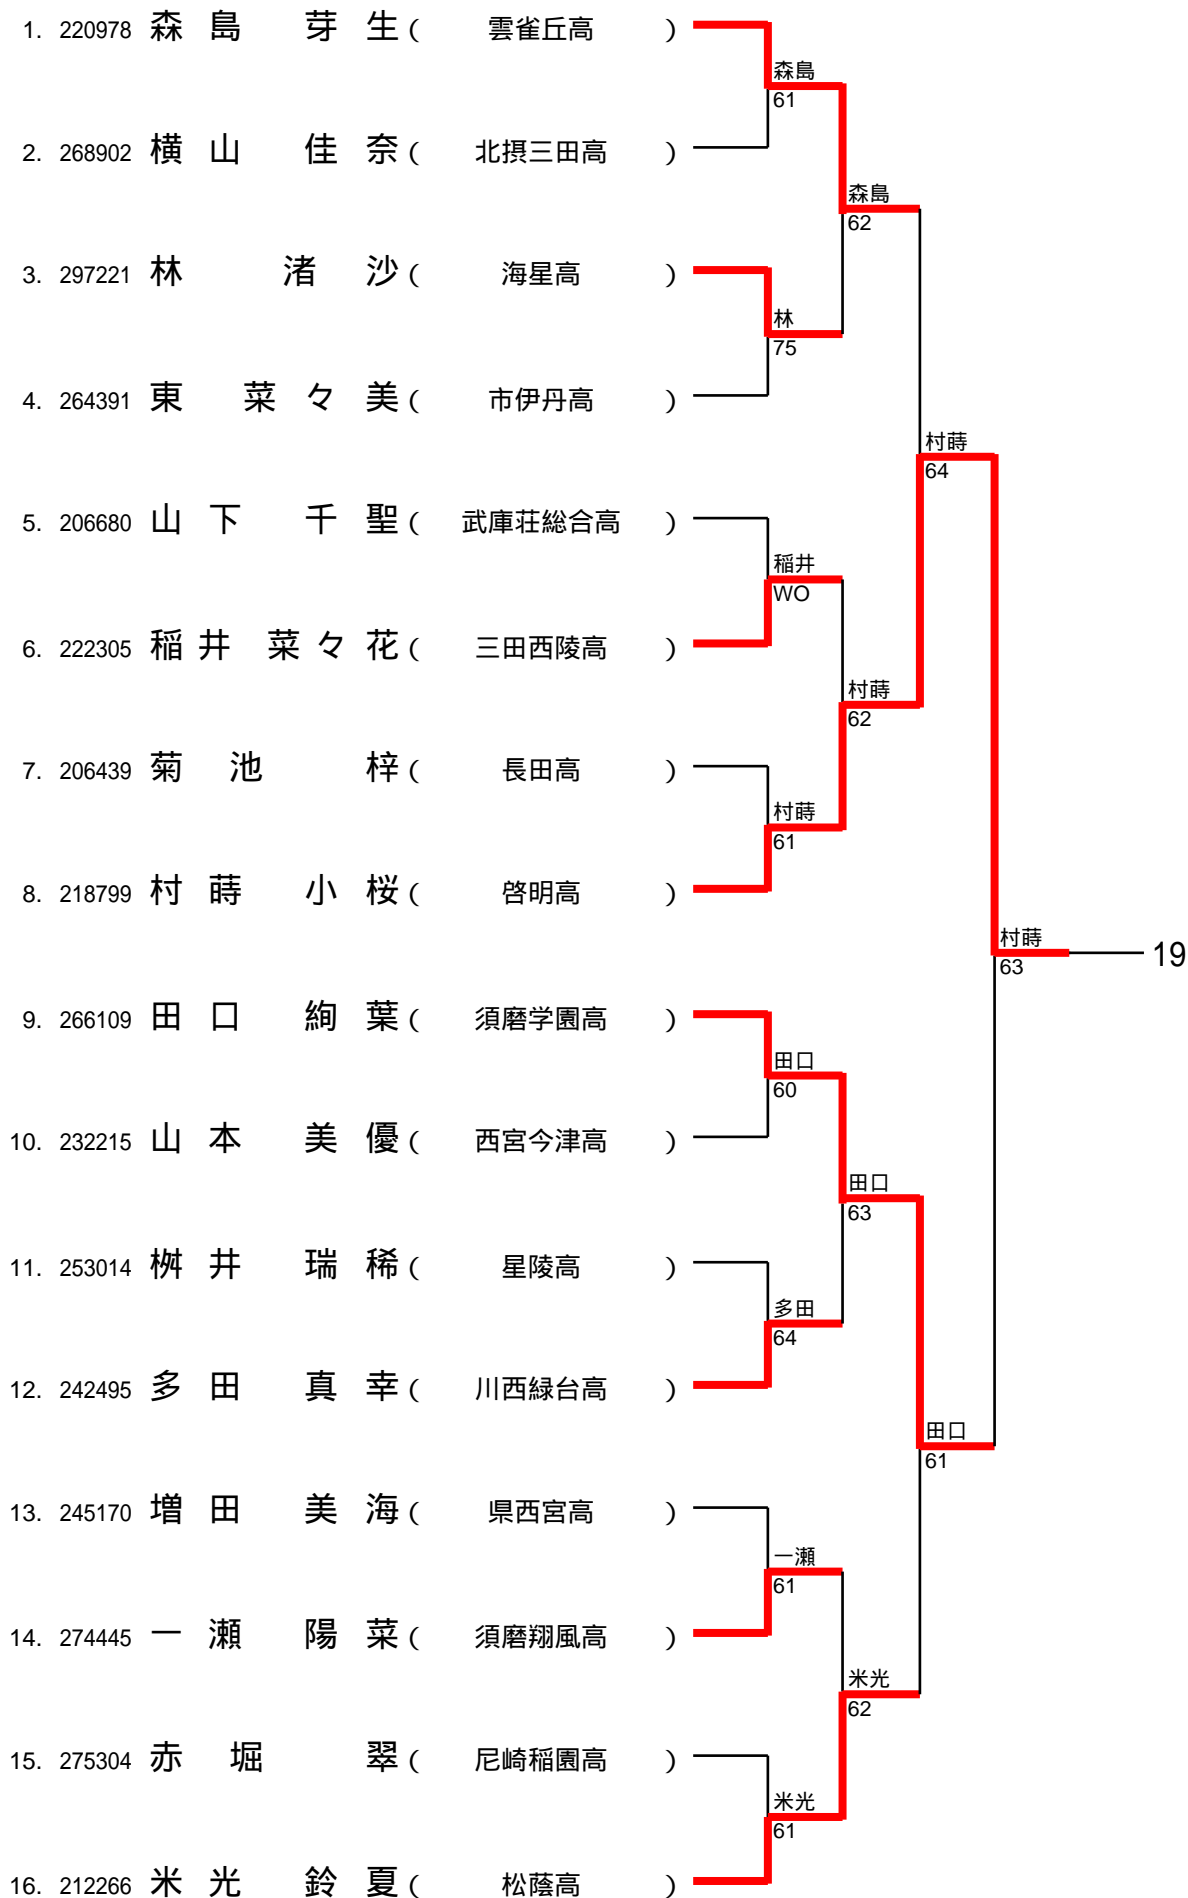 1. 220978 森島 芽生 ( 雲雀丘高 )
森島
61
2. 268902 横山 佳奈 ( 北摂三田高 )
森島
62
3. 297221 林 渚沙 ( 海星高 )
林
75
4. 264391 東 菜々美 ( 市伊丹高 )
村蒔
64
5. 206680 山下 千聖 ( 武庫荘総合高 )
稲井
WO
6. 222305 稲井 菜々花 ( 三田西陵高 )
村蒔
62
7. 206439 菊池 梓 ( 長田高 )
村蒔
61
8. 218799 村蒔 小桜 ( 啓明高 )
村蒔
63
19
9. 266109 田口 絢葉 ( 須磨学園高 )
田口
60
10. 232215 山本 美優 ( 西宮今津高 )
田口
63
11. 253014 桝井 瑞稀 ( 星陵高 )
多田
64
12. 242495 多田 真幸 ( 川西緑台高 )
田口
61
13. 245170 増田 美海 ( 県西宮高 )
一瀬
61
14. 274445 一瀬 陽菜 ( 須磨翔風高 )
米光
62
15. 275304 赤堀 翠 ( 尼崎稲園高 )
米光
61
16. 212266 米光 鈴夏 ( 松蔭高 )